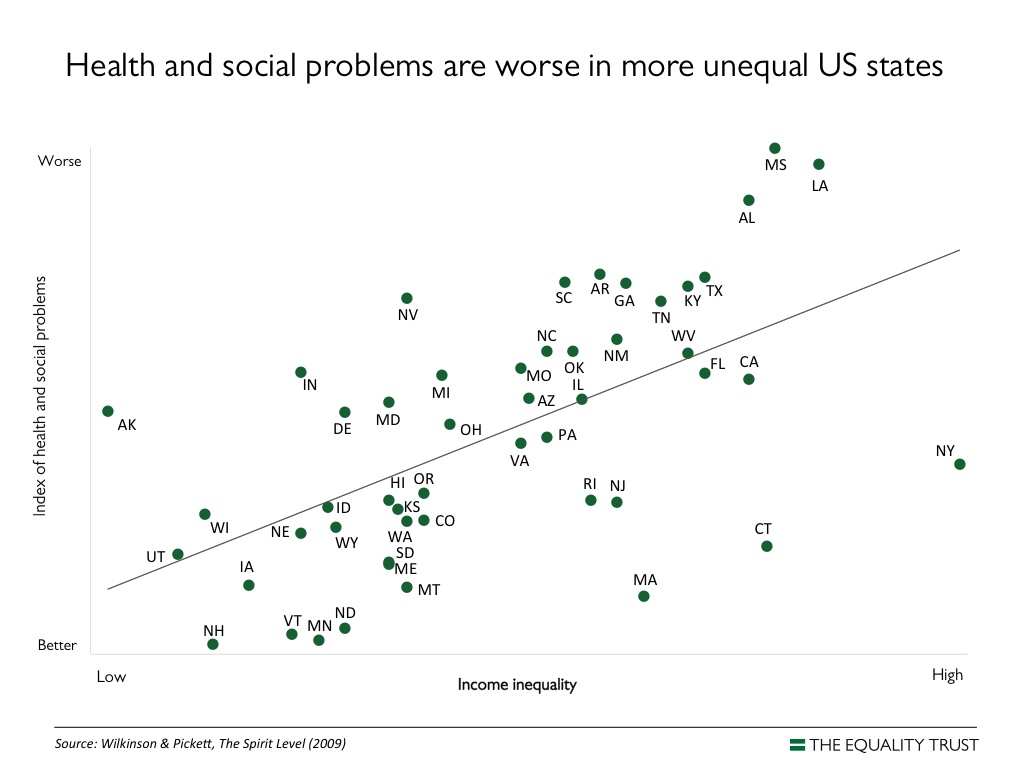 Health and social problems are worse in more unequal US states
Worse
MS
LA
AL
Index of health and social problems
NV
SC
AR
GA
TX
KY
TN
NC
WV
NM
IN
MI
MO
OK
FL
CA
IL
AZ
AK
DE
MD
OH
PA
VA
NY
HI
OR
RI
NJ
ID
KS
CO
WI
NE
WY
WA
CT
UT
SD
IA
ME
MT
MA
ND
VT
MN
NH
Better
Low
High
Income inequality
Source: Wilkinson & Pickett, The Spirit Level (2009)
THE EQUALITY TRUST